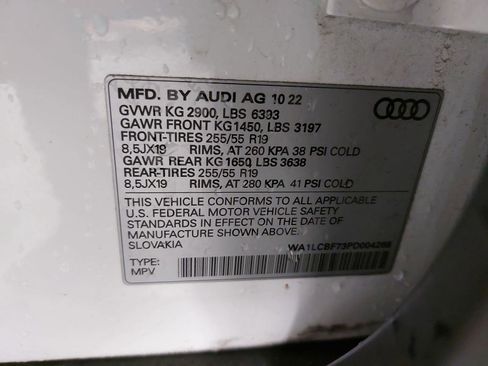 MFD. BY AUDI AG 10 22
GVWR KG 2900, LBS 6393
GAWR FRONT KG1450, LBS 3197
FRONT-TIRES 255/55 R19
8,5JX19 RIMS, AT 260 KPA 38 PSI COLD
GAWR REAR KG 1650, LBS 3638
REAR-TIRES 255/55 R19
8,5JX19 RIMS, AT 280 KPA 41 PSI COLD
THIS VEHICLE CONFORMS TO ALL APPLICABLE
U.S. FEDERAL MOTOR VEHICLE SAFETY
STANDARDS IN EFFECT ON THE DATE OF
MANUFACTURE SHOWN ABOVE.
SLOVAKIA
WA1LCBF73PD004268
TYPE:
MPV